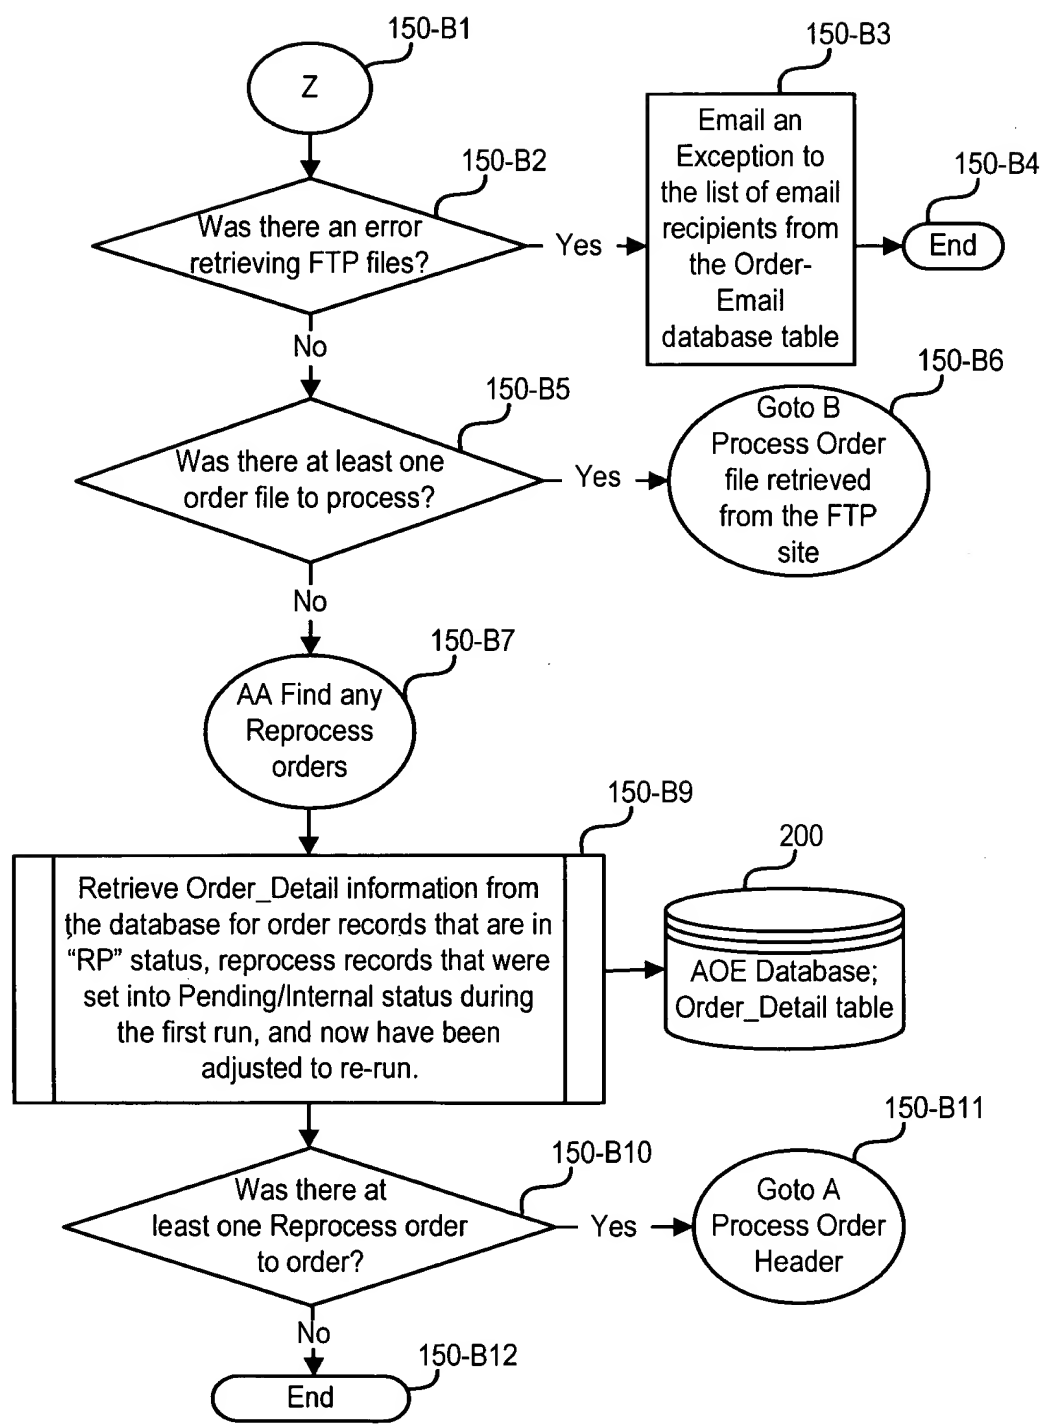 150-B1
Z
150-B3
Email an
Exception to
the list of email
recipients from
the Order-
Email
database table
150-B2
Was there an error
retrieving FTP files?
Yes
150-B4
End
No
150-B5
Was there at least one
order file to process?
Yes
150-B6
Goto B
Process Order
file retrieved
from the FTP
site
No
150-B7
AA Find any
Reprocess
orders
150-B9
Retrieve Order_Detail information from
the database for order records that are in
“RP” status, reprocess records that were
set into Pending/Internal status during
the first run, and now have been
adjusted to re-run.
200
AOE Database;
Order_Detail table
150-B10
Was there at
least one Reprocess order
to order?
Yes
150-B11
Goto A
Process Order
Header
No
150-B12
End